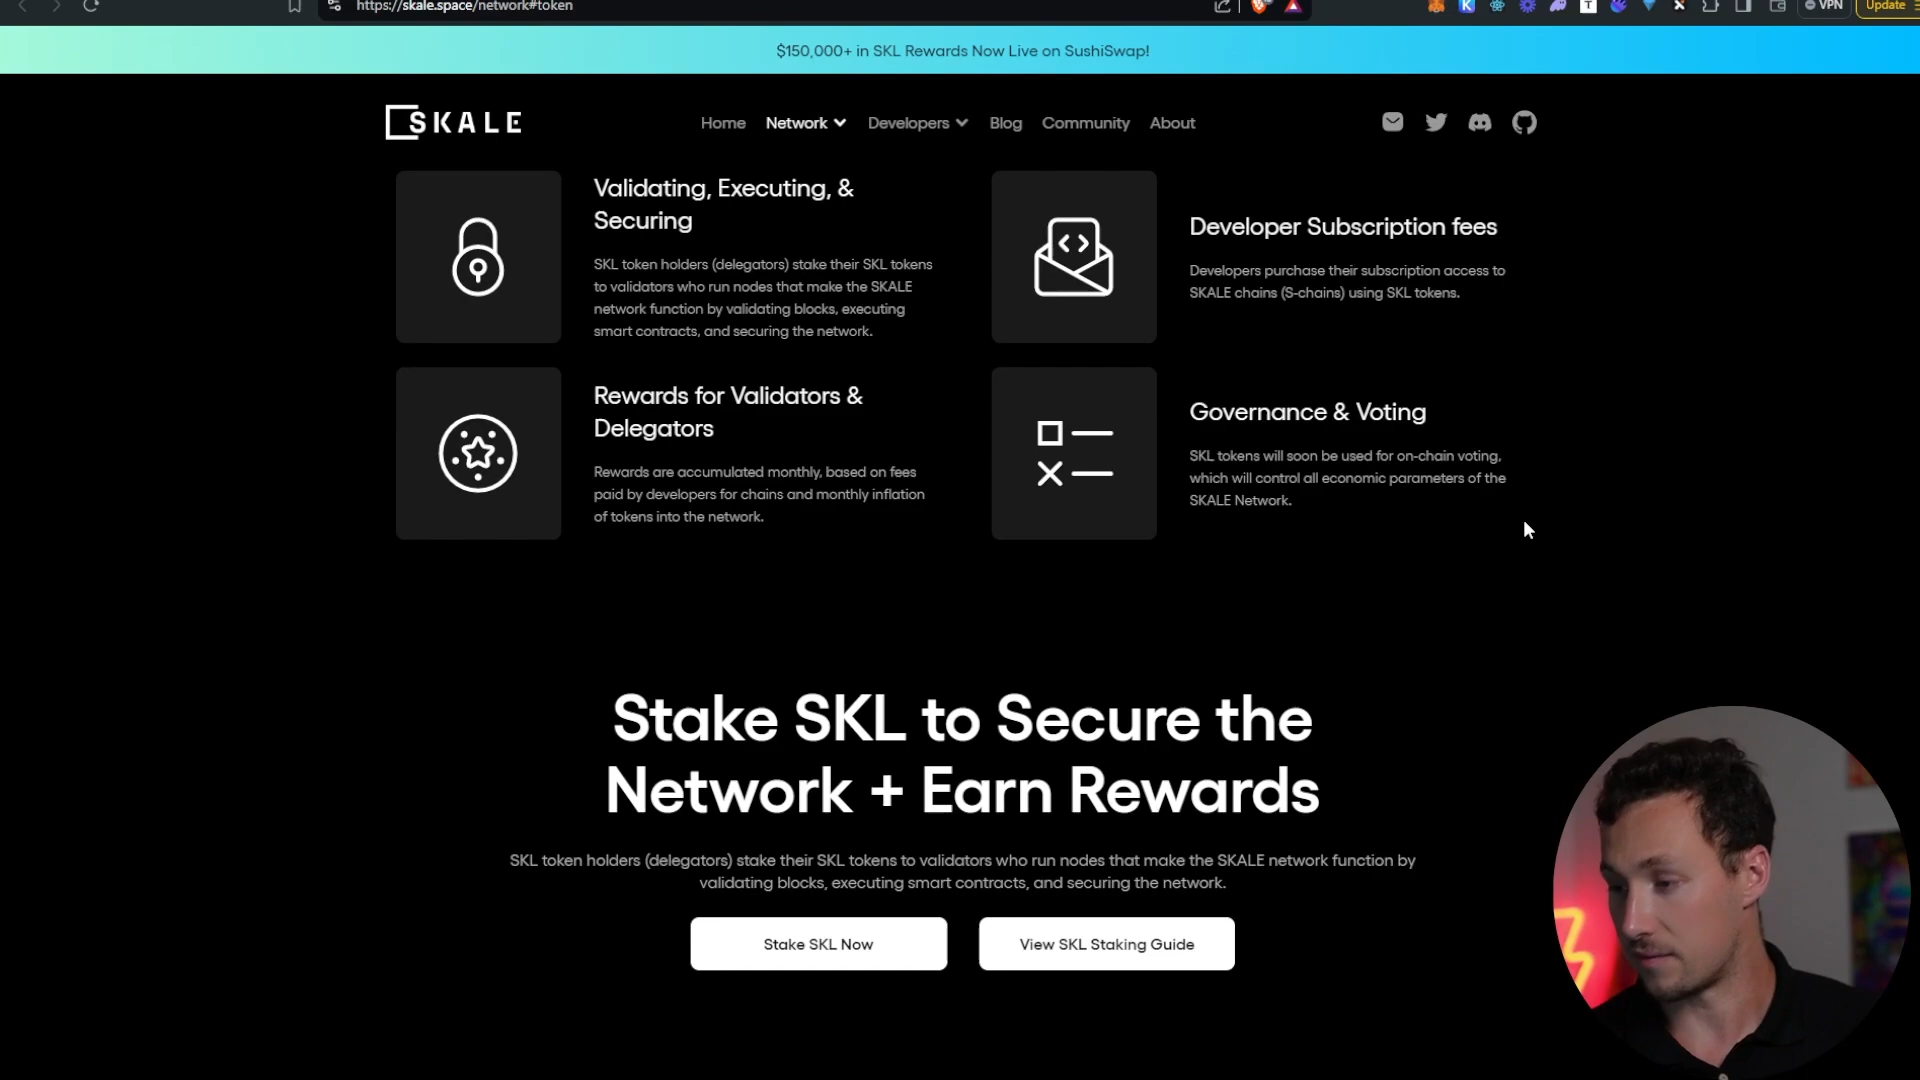 https://skale.space/network#token
VPN
Update
$150,000+ in SKL Rewards Now Live on SushiSwap!
SKALE
Home
Network
Developers
Blog
Community
About
Validating, Executing, &
Securing
SKL token holders (delegators) stake their SKL tokens
to validators who run nodes that make the SKALE
network function by validating blocks, executing
smart contracts, and securing the network.
Developer Subscription fees
Developers purchase their subscription access to
SKALE chains (S-chains) using SKL tokens.
Rewards for Validators &
Delegators
Rewards are accumulated monthly, based on fees
paid by developers for chains and monthly inflation
of tokens into the network.
Governance & Voting
SKL tokens will soon be used for on-chain voting,
which will control all economic parameters of the
SKALE Network.
Stake SKL to Secure the
Network + Earn Rewards
SKL token holders (delegators) stake their SKL tokens to validators who run nodes that make the SKALE network function by
validating blocks, executing smart contracts, and securing the network.
Stake SKL Now
View SKL Staking Guide